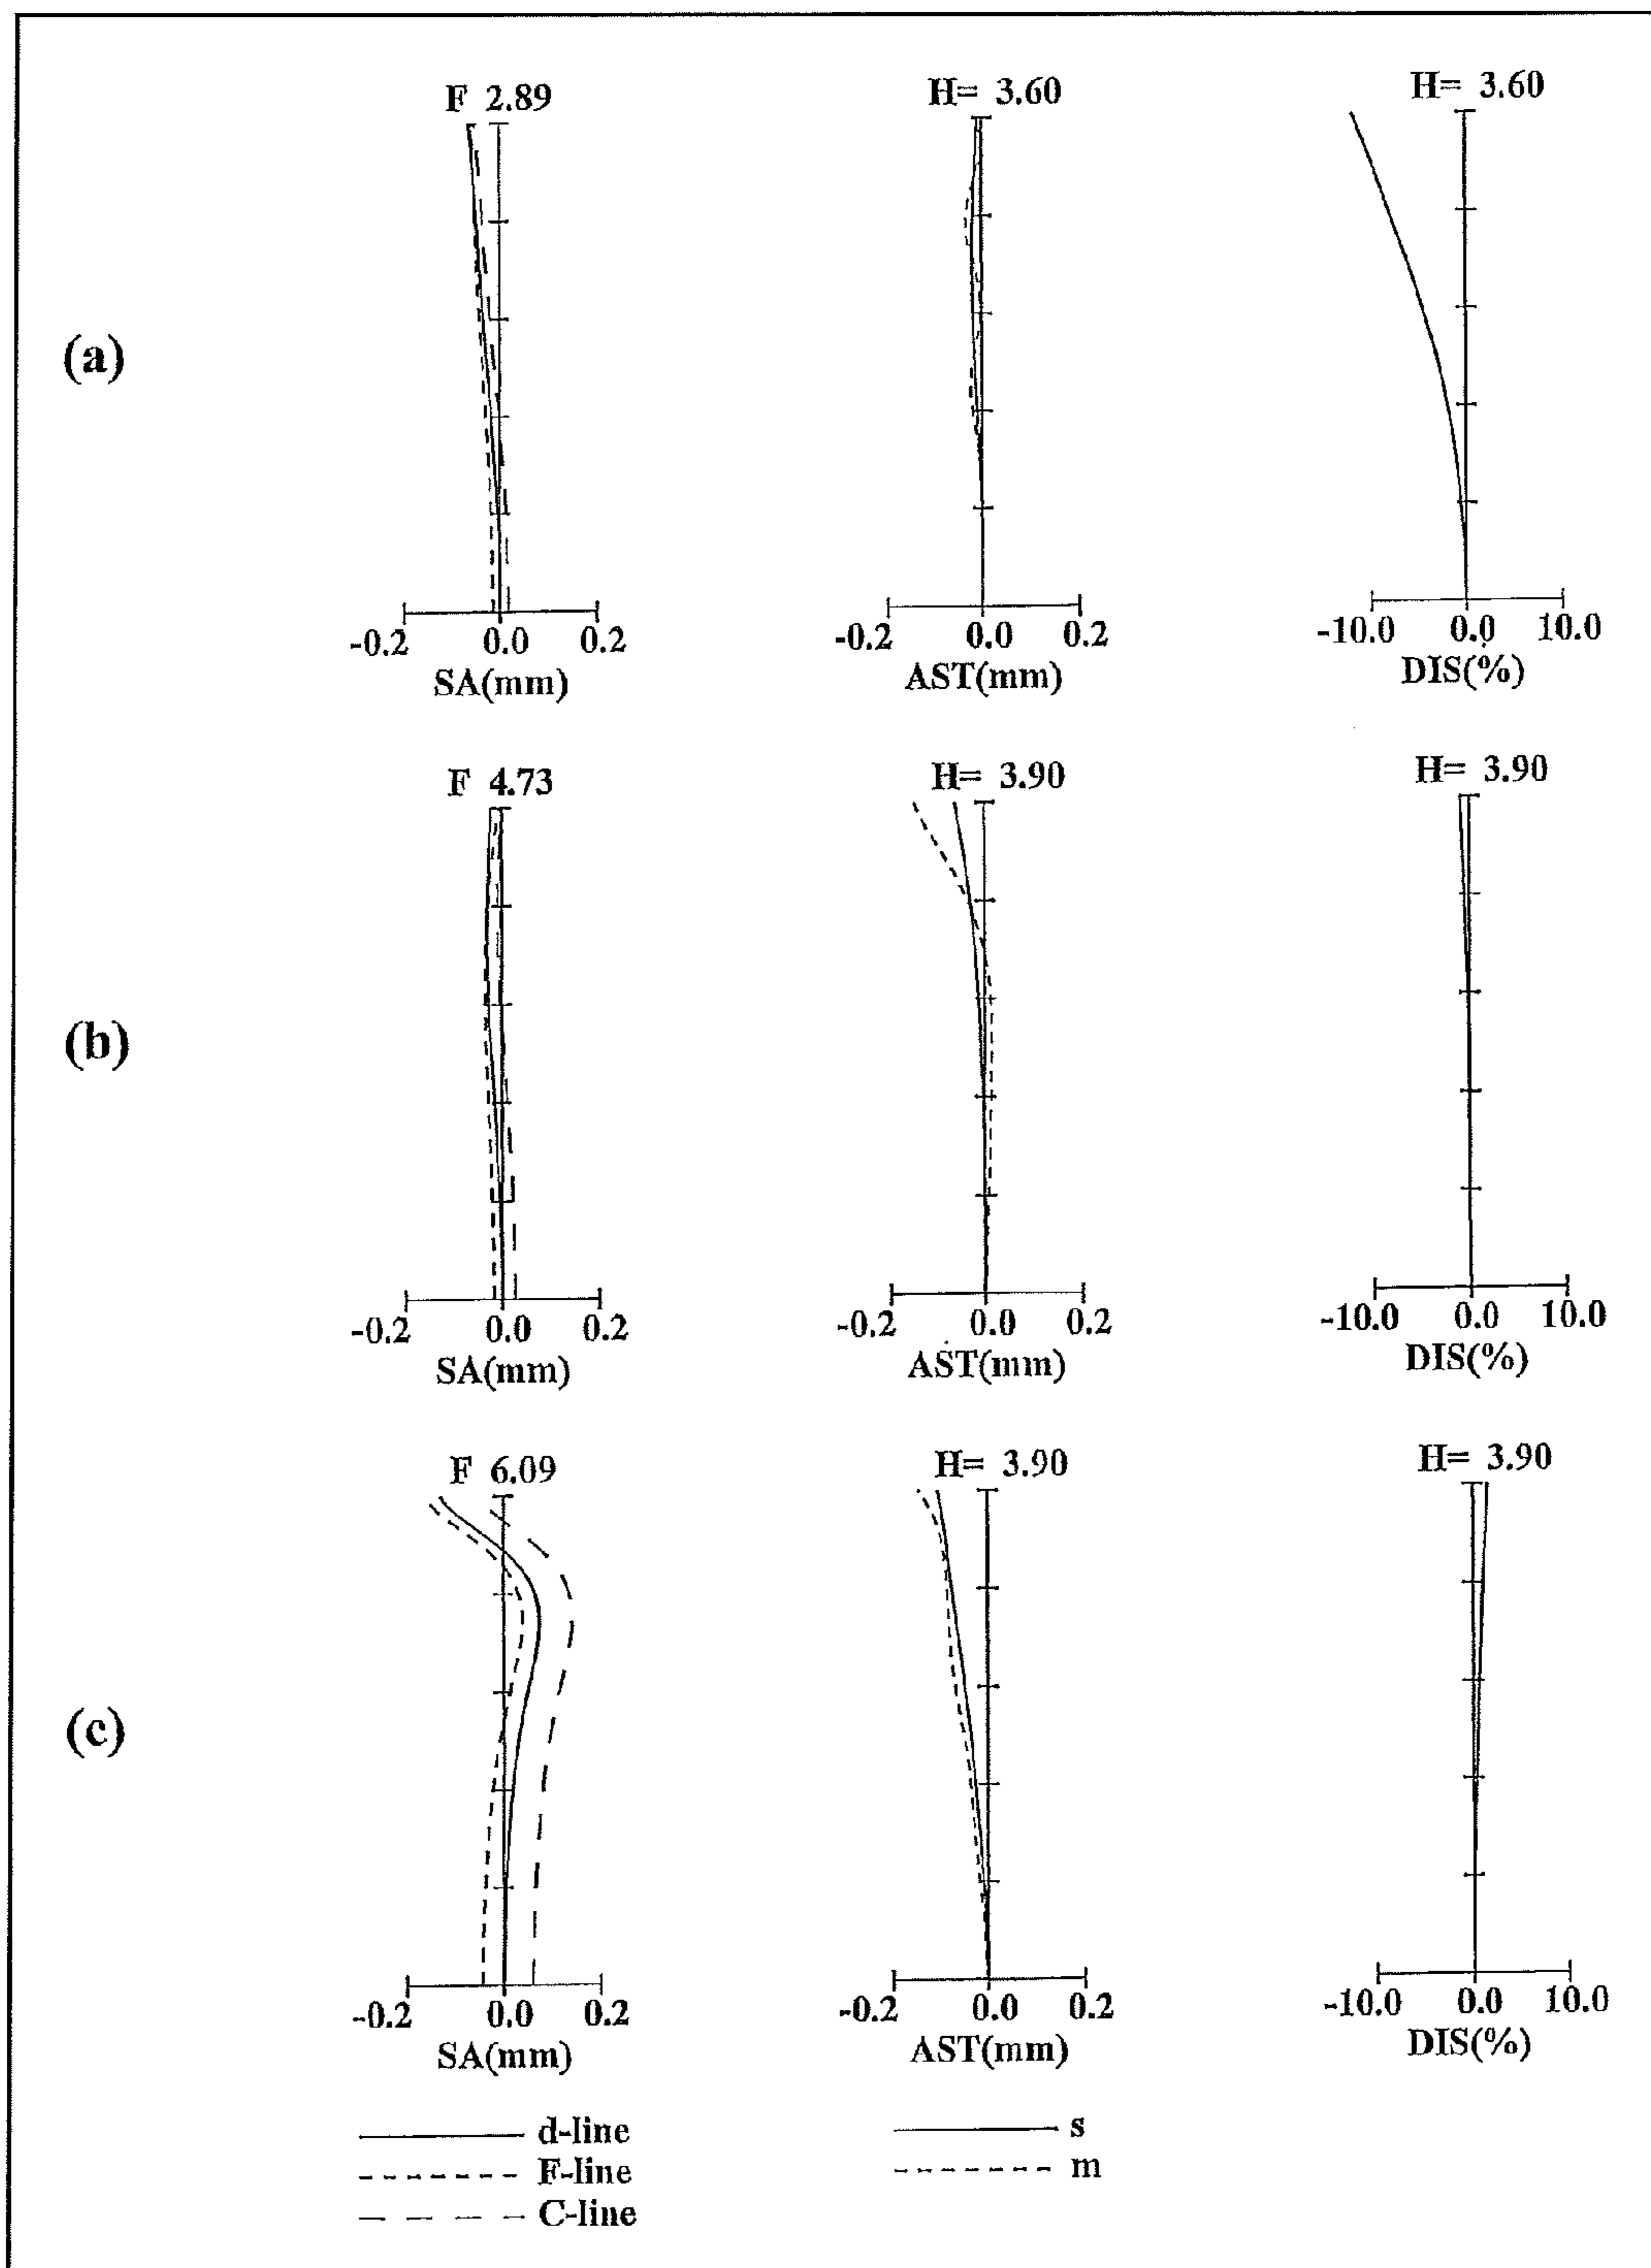 F 2.89 H= 3.60 H= 3.60
(a)
-0.2 0.0 0.2 -0.2 0.0 0.2 -10.0 0.0 10.0
SA(mm) AST(mm) DIS(%)
F 4.73 H= 3.90 H= 3.90
(b)
-0.2 0.0 0.2 -0.2 0.0 0.2 -10.0 0.0 10.0
SA(mm) AST(mm) DIS(%)
F 6.09 H= 3.90 H= 3.90
(c)
-0.2 0.0 0.2 -0.2 0.0 0.2 -10.0 0.0 10.0
SA(mm) AST(mm) DIS(%)
d-line s
F-line m
C-line